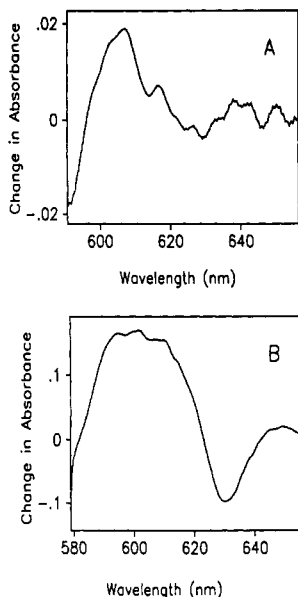 .02
A
0
-.02
Change in Absorbance
600
620
640
Wavelength (nm)
B
.1
0
-.1
Change in Absorbance
580
600
620
640
Wavelength (nm)